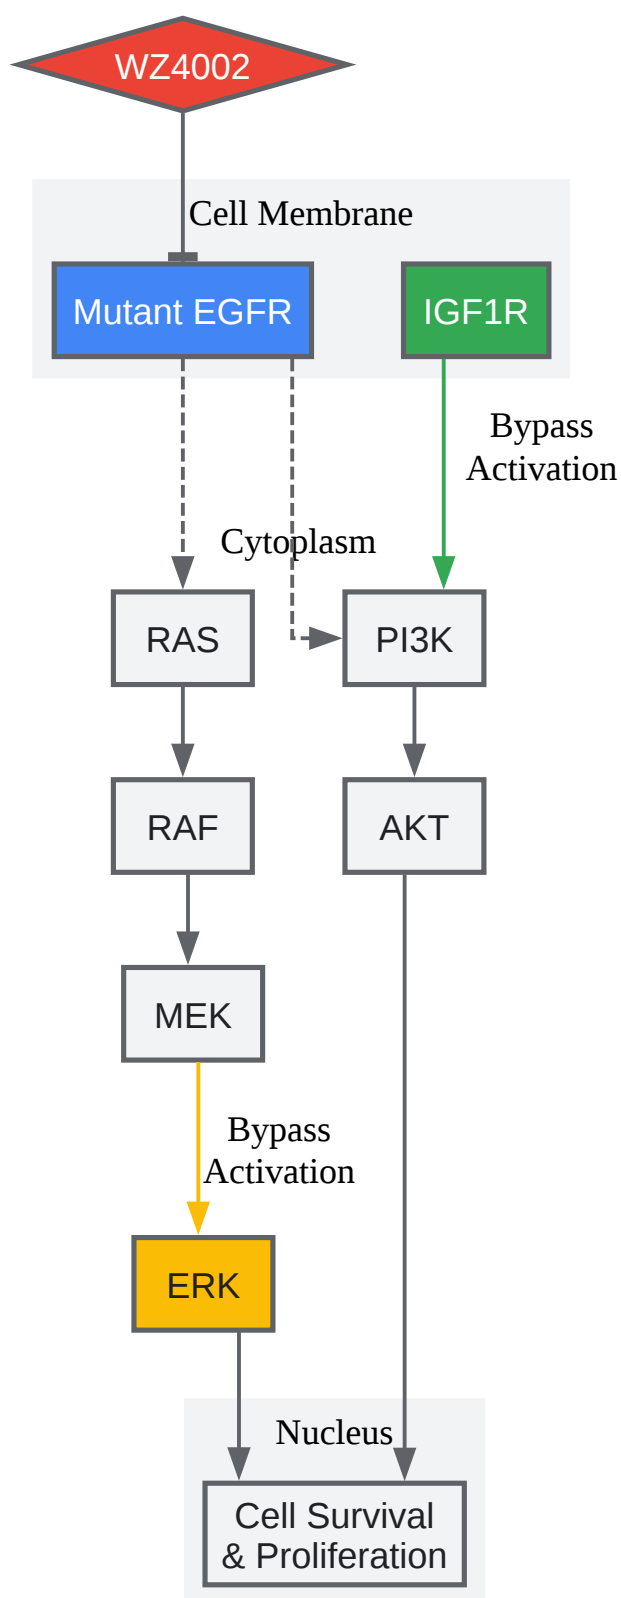 WZ4002
Cell Membrane
Mutant EGFR
IGF1R
Bypass
Activation
Cytoplasm
RAS
PI3K
RAF
AKT
MEK
Bypass
Activation
ERK
Nucleus
Cell Survival
& Proliferation